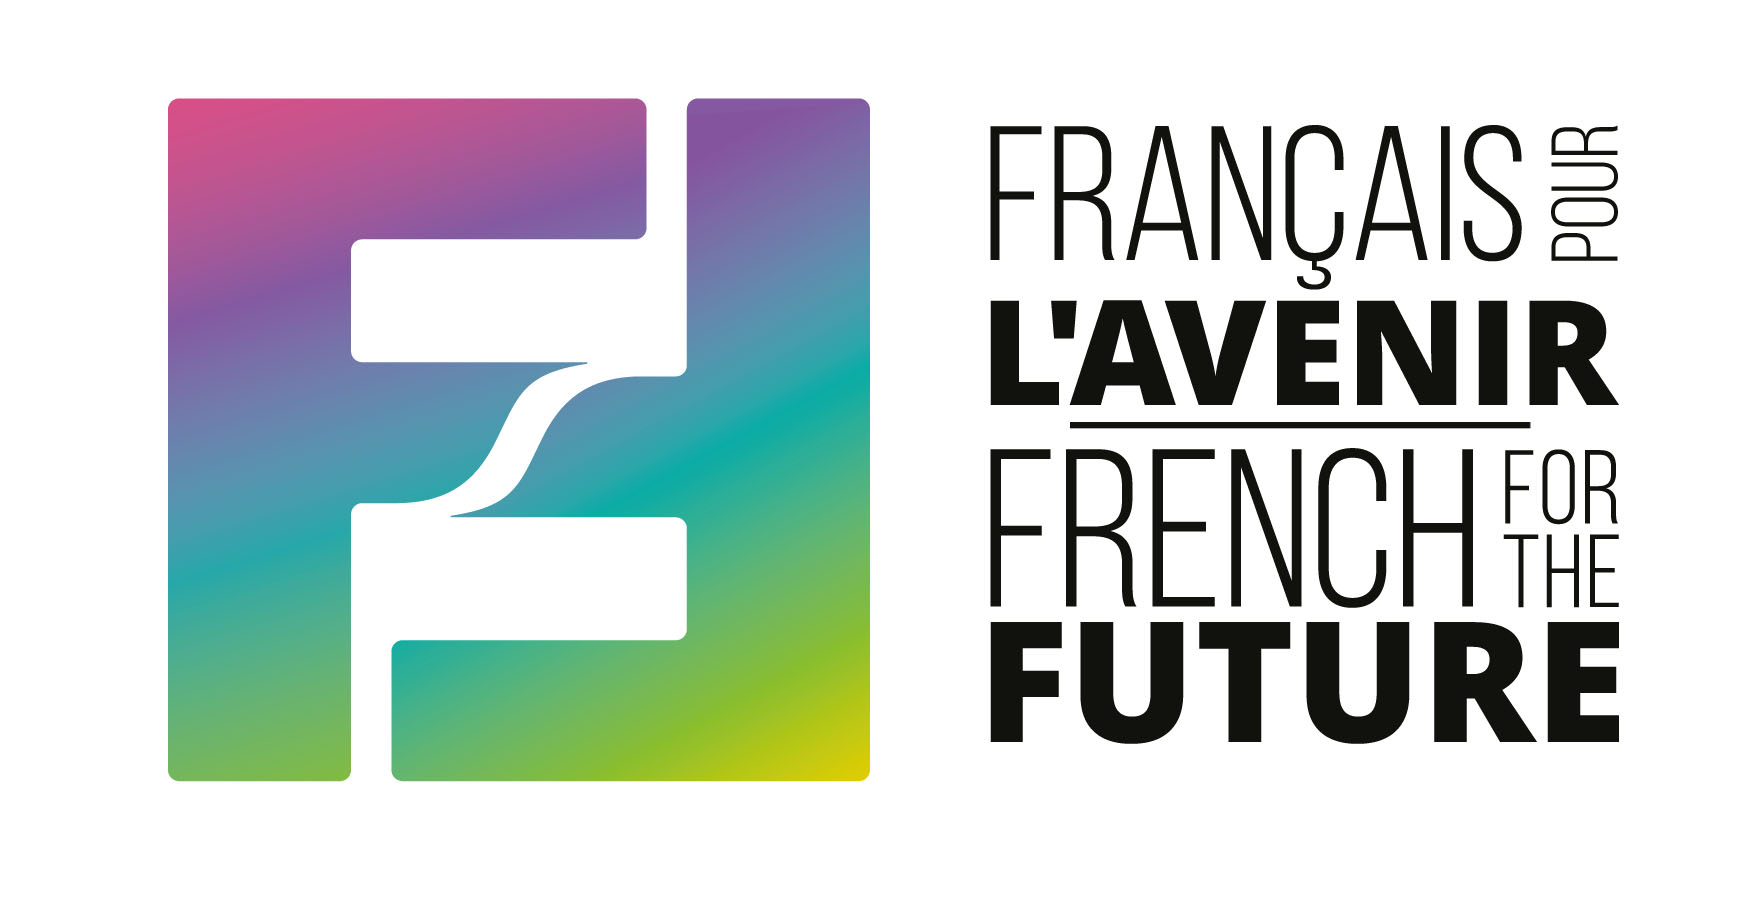 FRANÇAIS POUR
L'AVENIR
FRENCH FOR THE
FUTURE